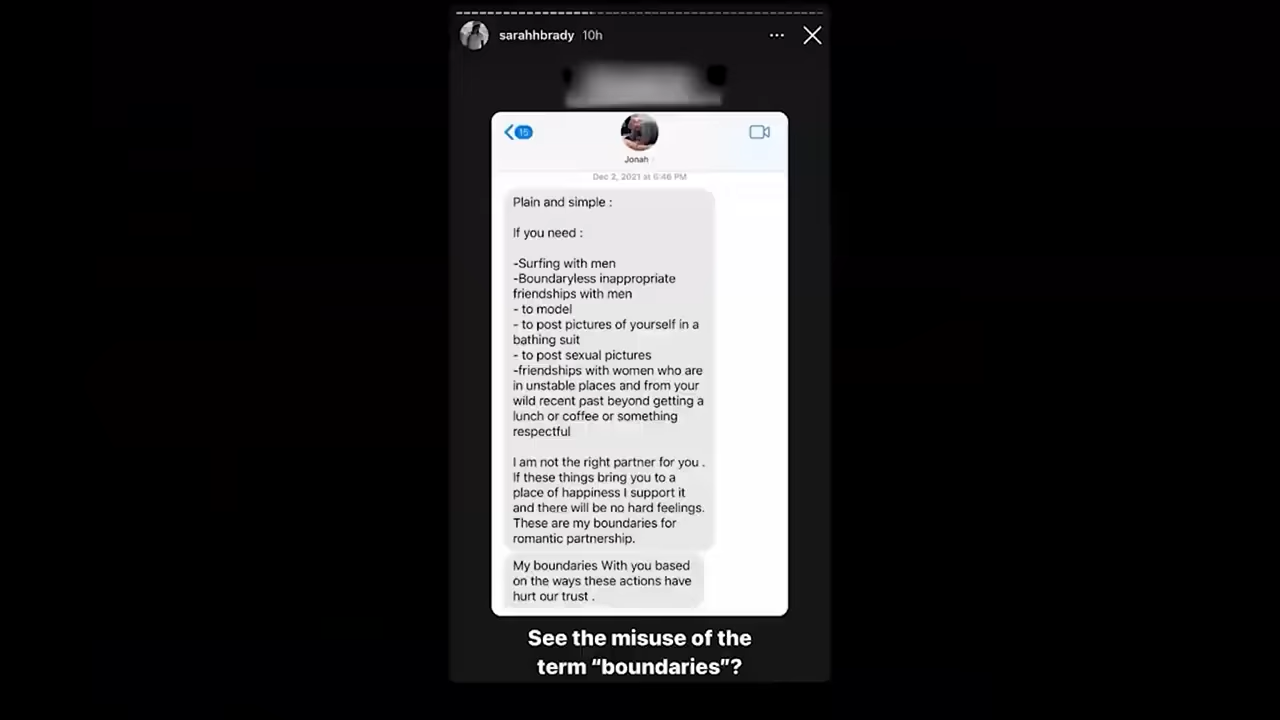 sarahhbrady 10h
15
Jonah
Dec 2, 2021 at 6:46 PM
Plain and simple :
If you need :
-Surfing with men
-Boundaryless inappropriate
friendships with men
- to model
- to post pictures of yourself in a
bathing suit
- to post sexual pictures
-friendships with women who are
in unstable places and from your
wild recent past beyond getting a
lunch or coffee or something
respectful
I am not the right partner for you .
If these things bring you to a
place of happiness I support it
and there will be no hard feelings.
These are my boundaries for
romantic partnership.
My boundaries With you based
on the ways these actions have
hurt our trust .
See the misuse of the
term “boundaries”?